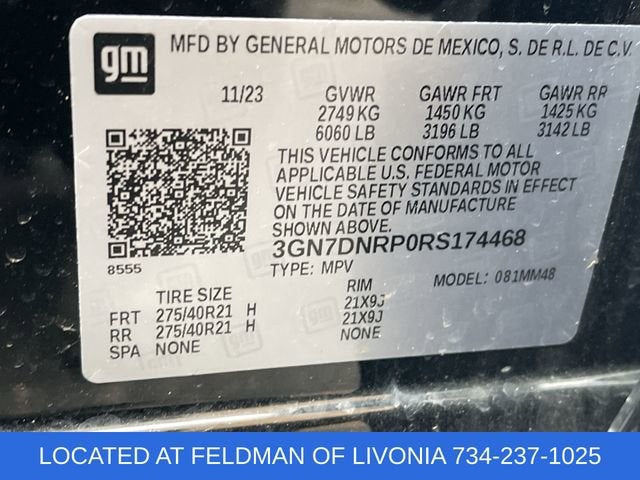 gm
MFD BY GENERAL MOTORS DE MEXICO, S. DE R.L. DE C.V.
11/23 GVWR GAWR FRT GAWR RR
2749 KG 1450 KG 1425 KG
6060 LB 3196 LB 3142 LB
THIS VEHICLE CONFORMS TO ALL
APPLICABLE U.S. FEDERAL MOTOR
VEHICLE SAFETY STANDARDS IN EFFECT
ON THE DATE OF MANUFACTURE
SHOWN ABOVE.
3GN7DNRP0RS174468
8555 TYPE: MPV MODEL: 081MM48
TIRE SIZE RIM
FRT 275/40R21 H 21X9J
RR 275/40R21 H 21X9J
SPA NONE NONE
LOCATED AT FELDMAN OF LIVONIA 734-237-1025